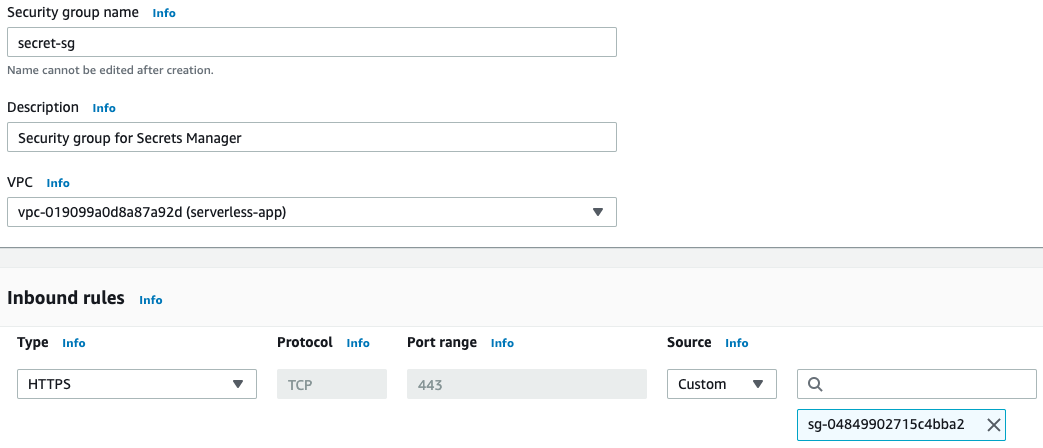 Security group name Info
secret-sg
Name cannot be edited after creation.
Description Info
Security group for Secrets Manager
VPC Info
vpc-019099a0d8a87a92d (serverless-app)
Inbound rules Info
Type Info Protocol Info Port range Info Source Info
HTTPS TCP 443 Custom
sg-04849902715c4bba2